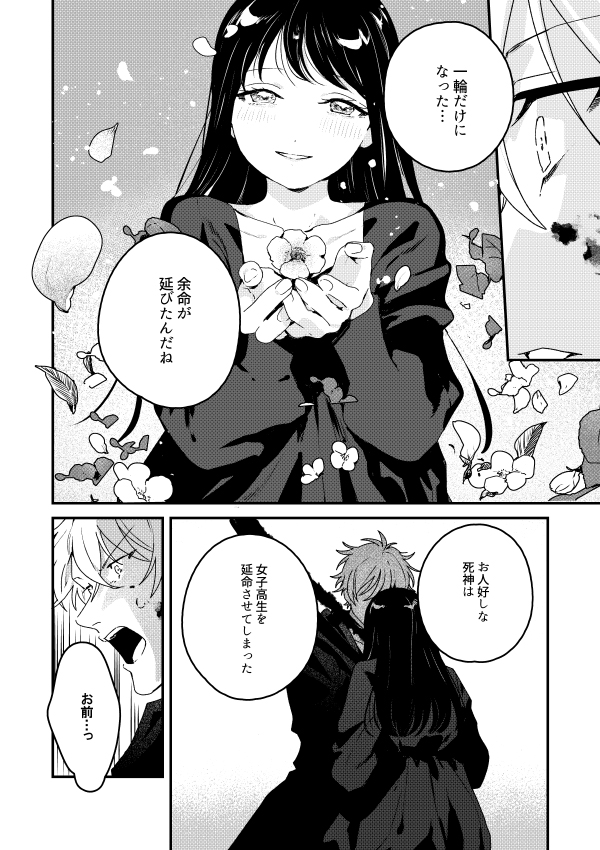 一輪だけに
なった…
余命が
延びたんだね
お人好しな
死神は
女子高生を
延命させてしまった
お前…っ